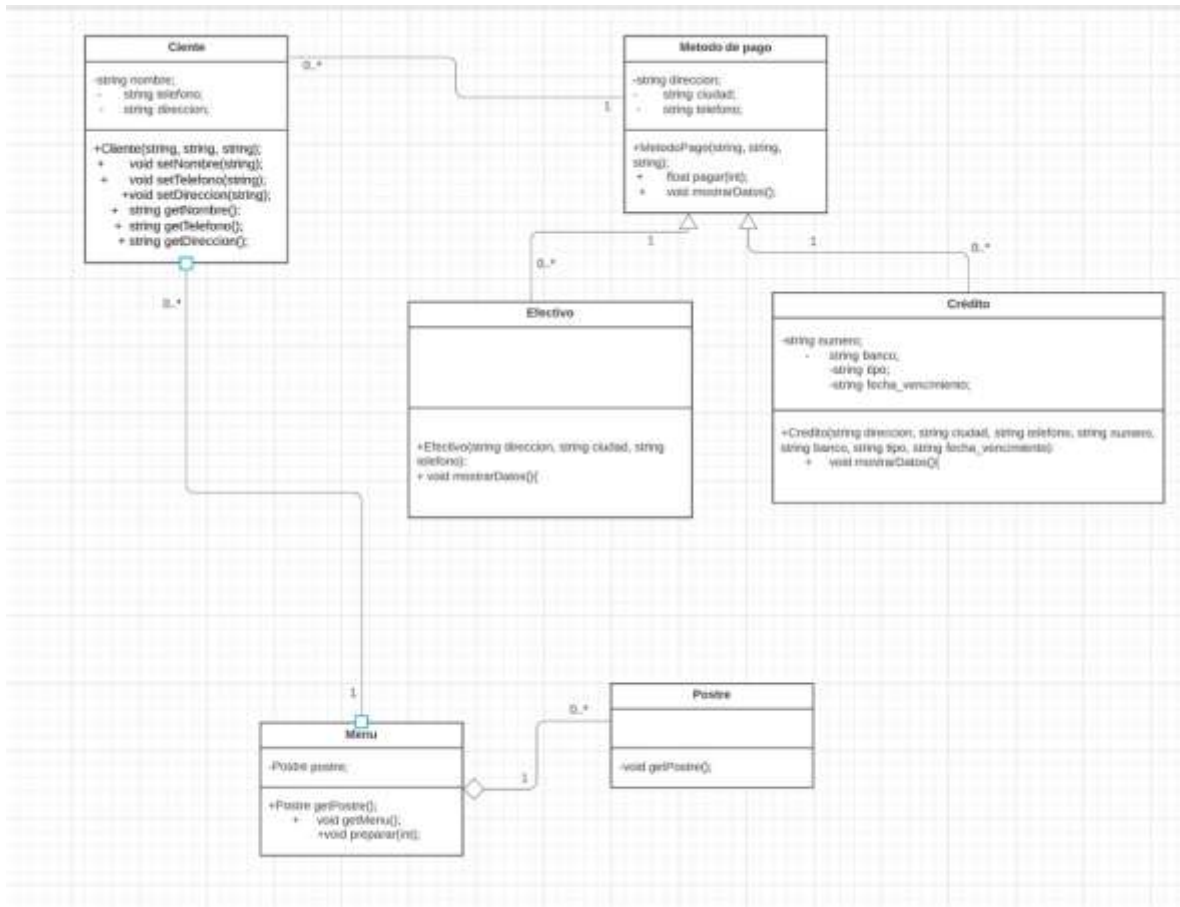 Cliente
-string nombre;
- string telefono;
- string direccion;
+Cliente(string, string, string);
+ void setNombre(string);
+ void setTelefono(string);
+void setDireccion(string);
+ string getNombre();
+ string getTelefono();
+ string getDireccion();
0..*
1
Metodo de pago
-string direccion;
- string ciudad;
- string telefono;
+MetodoPago(string, string,
string);
+ float pagar(int);
+ void mostrarDatos();
1
0..*
1
0..*
Efectivo
+Efectivo(string direccion, string ciudad, string
telefono);
+ void mostrarDatos(){
Crédito
-string numero;
- string banco;
-string tipo;
-string fecha_vencimiento;
+Credito(string direccion, string ciudad, string telefono, string numero,
string banco, string tipo, string fecha_vencimiento)
+ void mostrarDatos(){
0..*
1
Menu
-Postre postre;
+Postre getPostre();
+ void getMenu();
+void preparar(int);
1
0..*
Postre
-void getPostre();